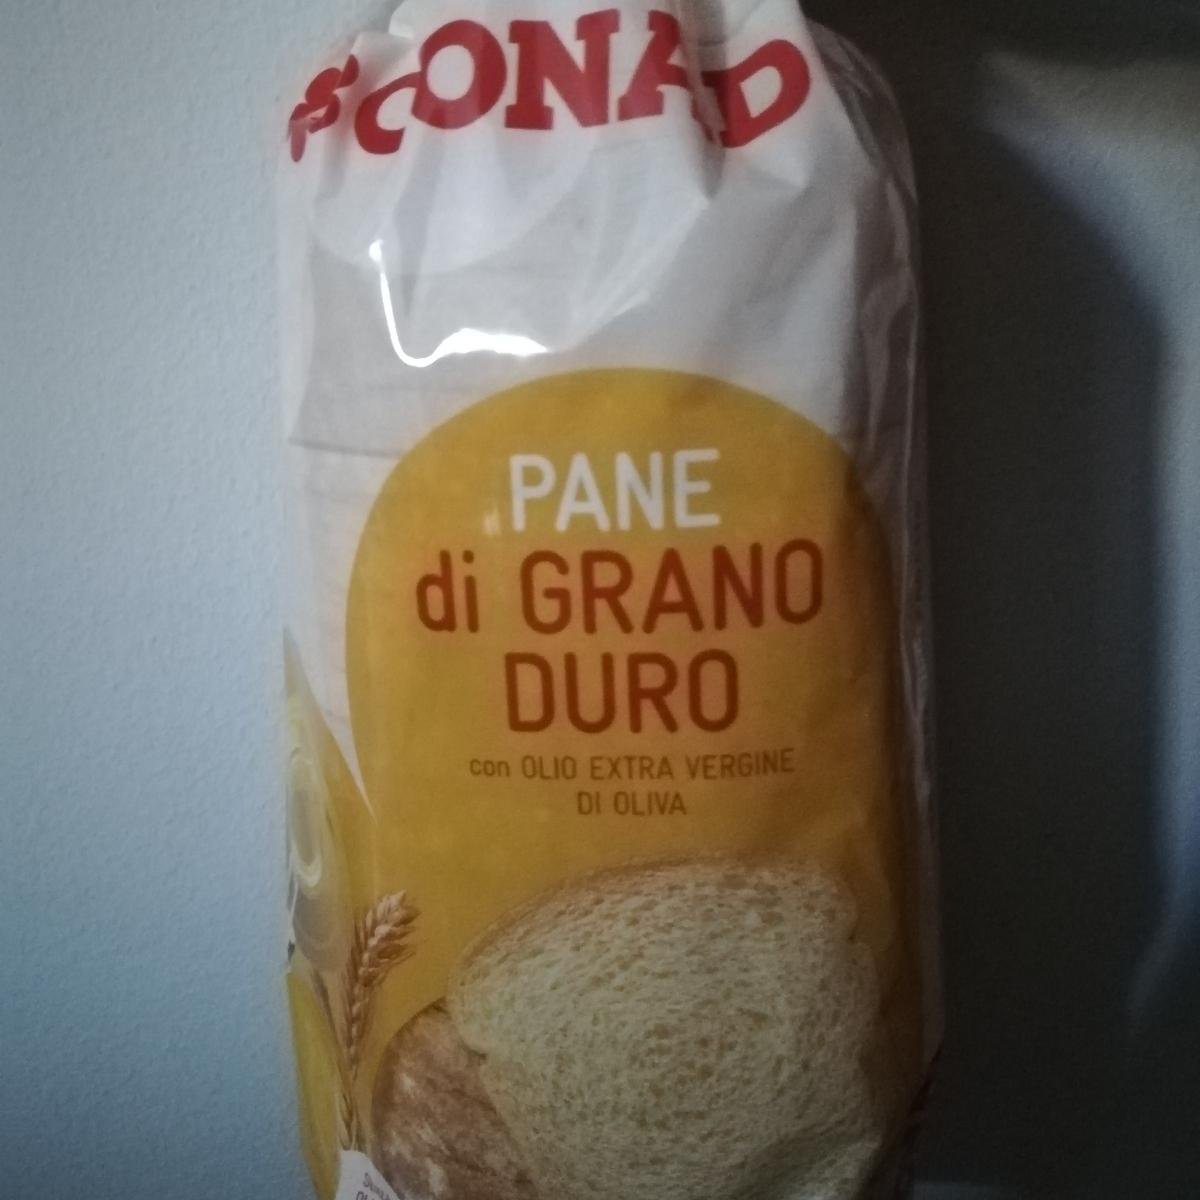 CONAD
PANE
di GRANO
DURO
con OLIO EXTRA VERGINE
DI OLIVA